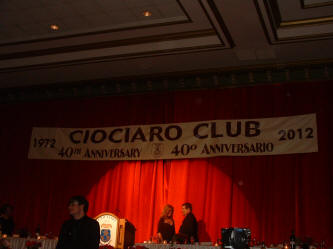 1972 CIOCIARO CLUB 2012
40TH ANNIVERSARY 40º ANNIVERSARIO